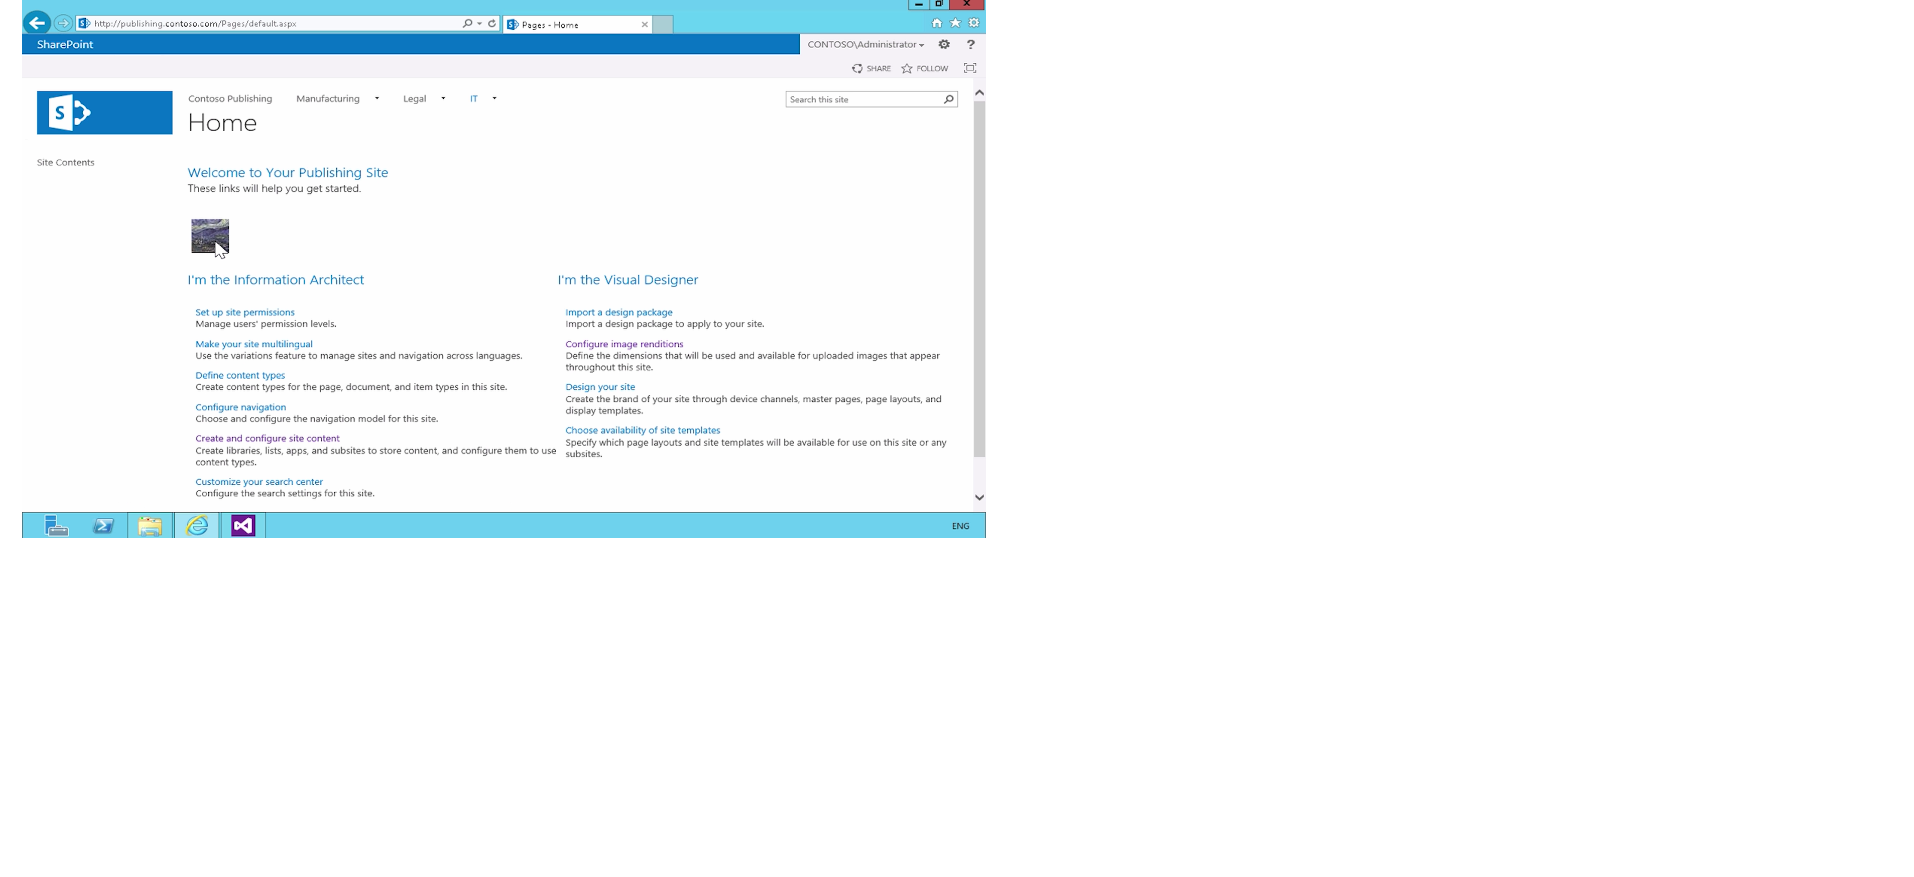 http://publishing.contoso.com/Pages/default.aspx
Pages - Home
SharePoint
CONTOSO\Administrator
?
SHARE
FOLLOW
S
Contoso Publishing Manufacturing Legal IT
Search this site
Home
Site Contents
Welcome to Your Publishing Site
These links will help you get started.
I'm the Information Architect
Set up site permissions
Manage users' permission levels.
Make your site multilingual
Use the variations feature to manage sites and navigation across languages.
Define content types
Create content types for the page, document, and item types in this site.
Configure navigation
Choose and configure the navigation model for this site.
Create and configure site content
Create libraries, lists, apps, and subsites to store content, and configure them to use
content types.
Customize your search center
Configure the search settings for this site.
I'm the Visual Designer
Import a design package
Import a design package to apply to your site.
Configure image renditions
Define the dimensions that will be used and available for uploaded images that appear
throughout this site.
Design your site
Create the brand of your site through device channels, master pages, page layouts, and
display templates.
Choose availability of site templates
Specify which page layouts and site templates will be available for use on this site or any
subsites.
ENG